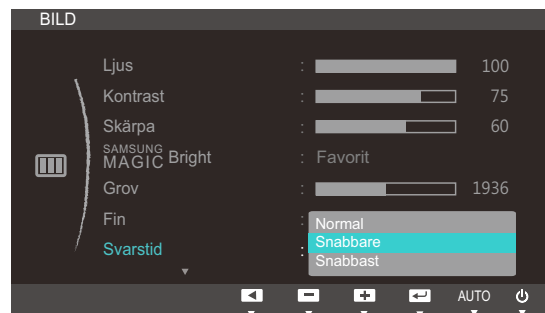 BILD
Ljus : 100
Kontrast : 75
Skärpa : 60
SAMSUNG MAGIC Bright : Favorit
Grov : 1936
Fin :
Svarstid :
Normal
Snabbare
Snabbast
AUTO